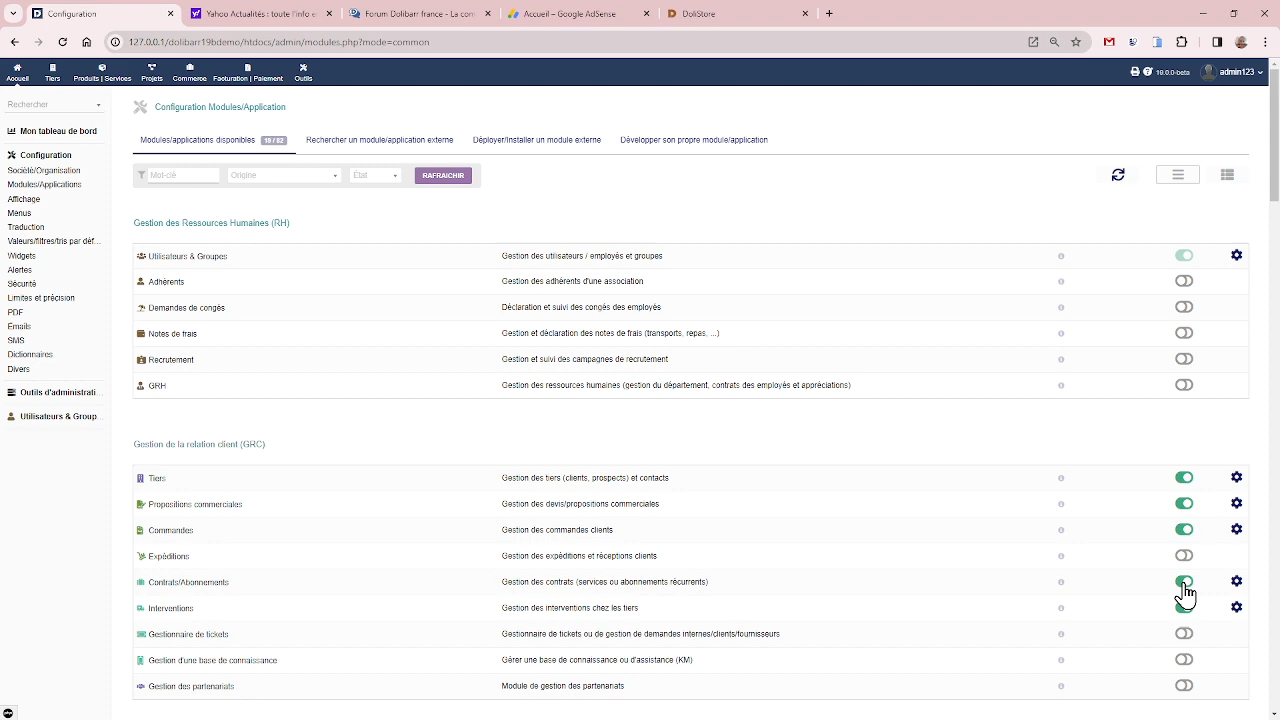 Configuration
Yahoo Actualités : toute l'info e
Forum Dolibarr france - La com
Accueil – Google AdSense
DoliStore
127.0.0.1/dolibarr19bdemo/htdocs/admin/modules.php?mode=common
Accueil
Tiers
Produits | Services
Projets
Commerce
Facturation | Paiement
Outils
19.0.0-beta
admin123
Rechercher
Mon tableau de bord
Configuration
Société/Organisation
Modules/Applications
Affichage
Menus
Traduction
Valeurs/filtres/tris par déf...
Widgets
Alertes
Sécurité
Limites et précision
PDF
Emails
SMS
Dictionnaires
Divers
Outils d'administrati...
Utilisateurs & Group...
Configuration Modules/Application
Modules/applications disponibles 19 / 82
Rechercher un module/application externe
Déployer/Installer un module externe
Développer son propre module/application
Mot-clé
Origine
État
RAFRAICHIR
Gestion des Ressources Humaines (RH)
Utilisateurs & Groupes Gestion des utilisateurs / employés et groupes
Adhérents Gestion des adhérents d'une association
Demandes de congés Déclaration et suivi des congés des employés
Notes de frais Gestion et déclaration des notes de frais (transports, repas, ...)
Recrutement Gestion et suivi des campagnes de recrutement
GRH Gestion des ressources humaines (gestion du département, contrats des employés et appréciations)
Gestion de la relation client (GRC)
Tiers Gestion des tiers (clients, prospects) et contacts
Propositions commerciales Gestion des devis/propositions commerciales
Commandes Gestion des commandes clients
Expéditions Gestion des expéditions et réceptions clients
Contrats/Abonnements Gestion des contrats (services ou abonnements récurrents)
Interventions Gestion des interventions chez les tiers
Gestionnaire de tickets Gestionnaire de tickets ou de gestion de demandes internes/clients/fournisseurs
Gestion d'une base de connaissance Gérer une base de connaissance ou d'assistance (KM)
Gestion des partenariats Module de gestion des partenariats